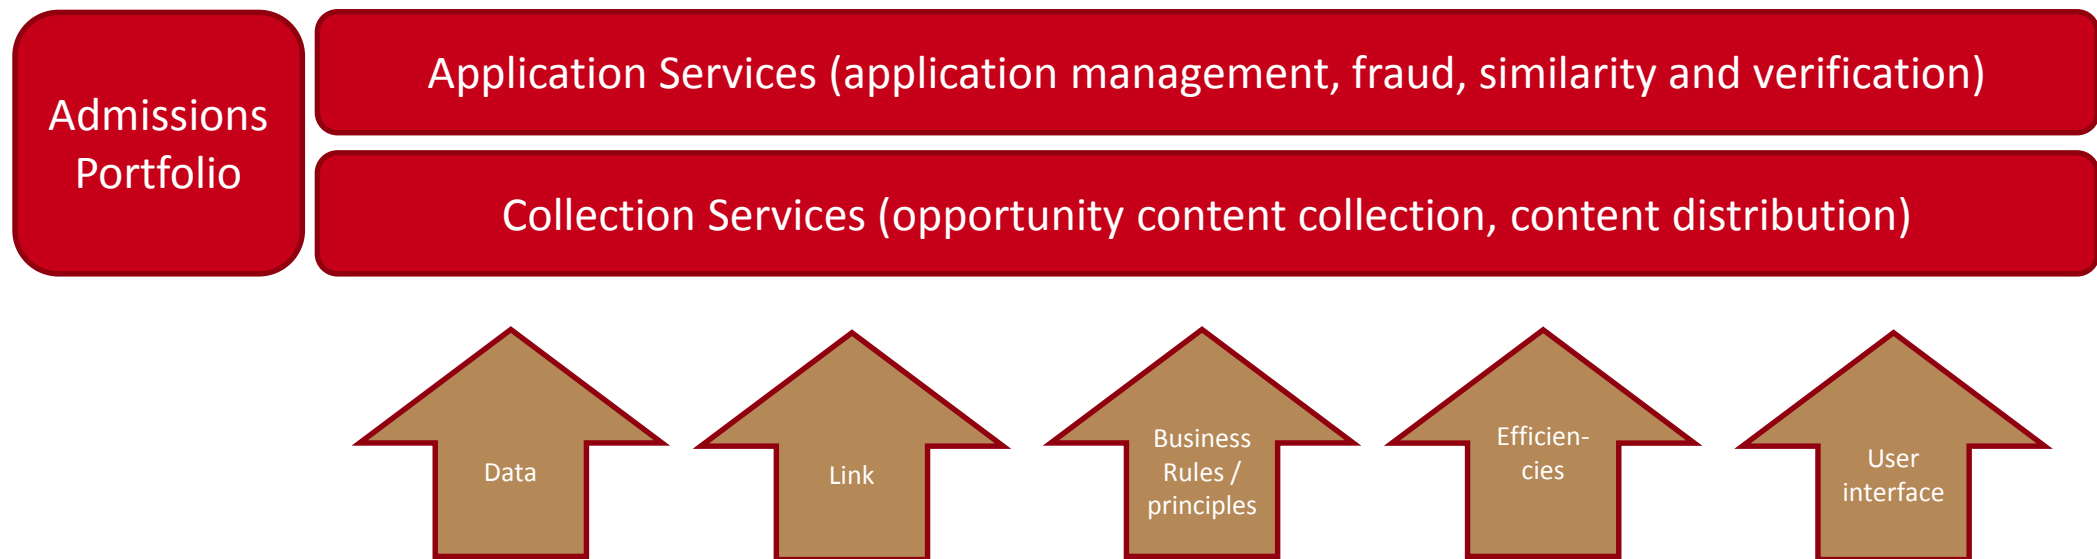 Admissions
Portfolio
Application Services (application management, fraud, similarity and verification)
Collection Services (opportunity content collection, content distribution)
Data
Link
Business
Rules /
principles
Efficien-
cies
User
interface